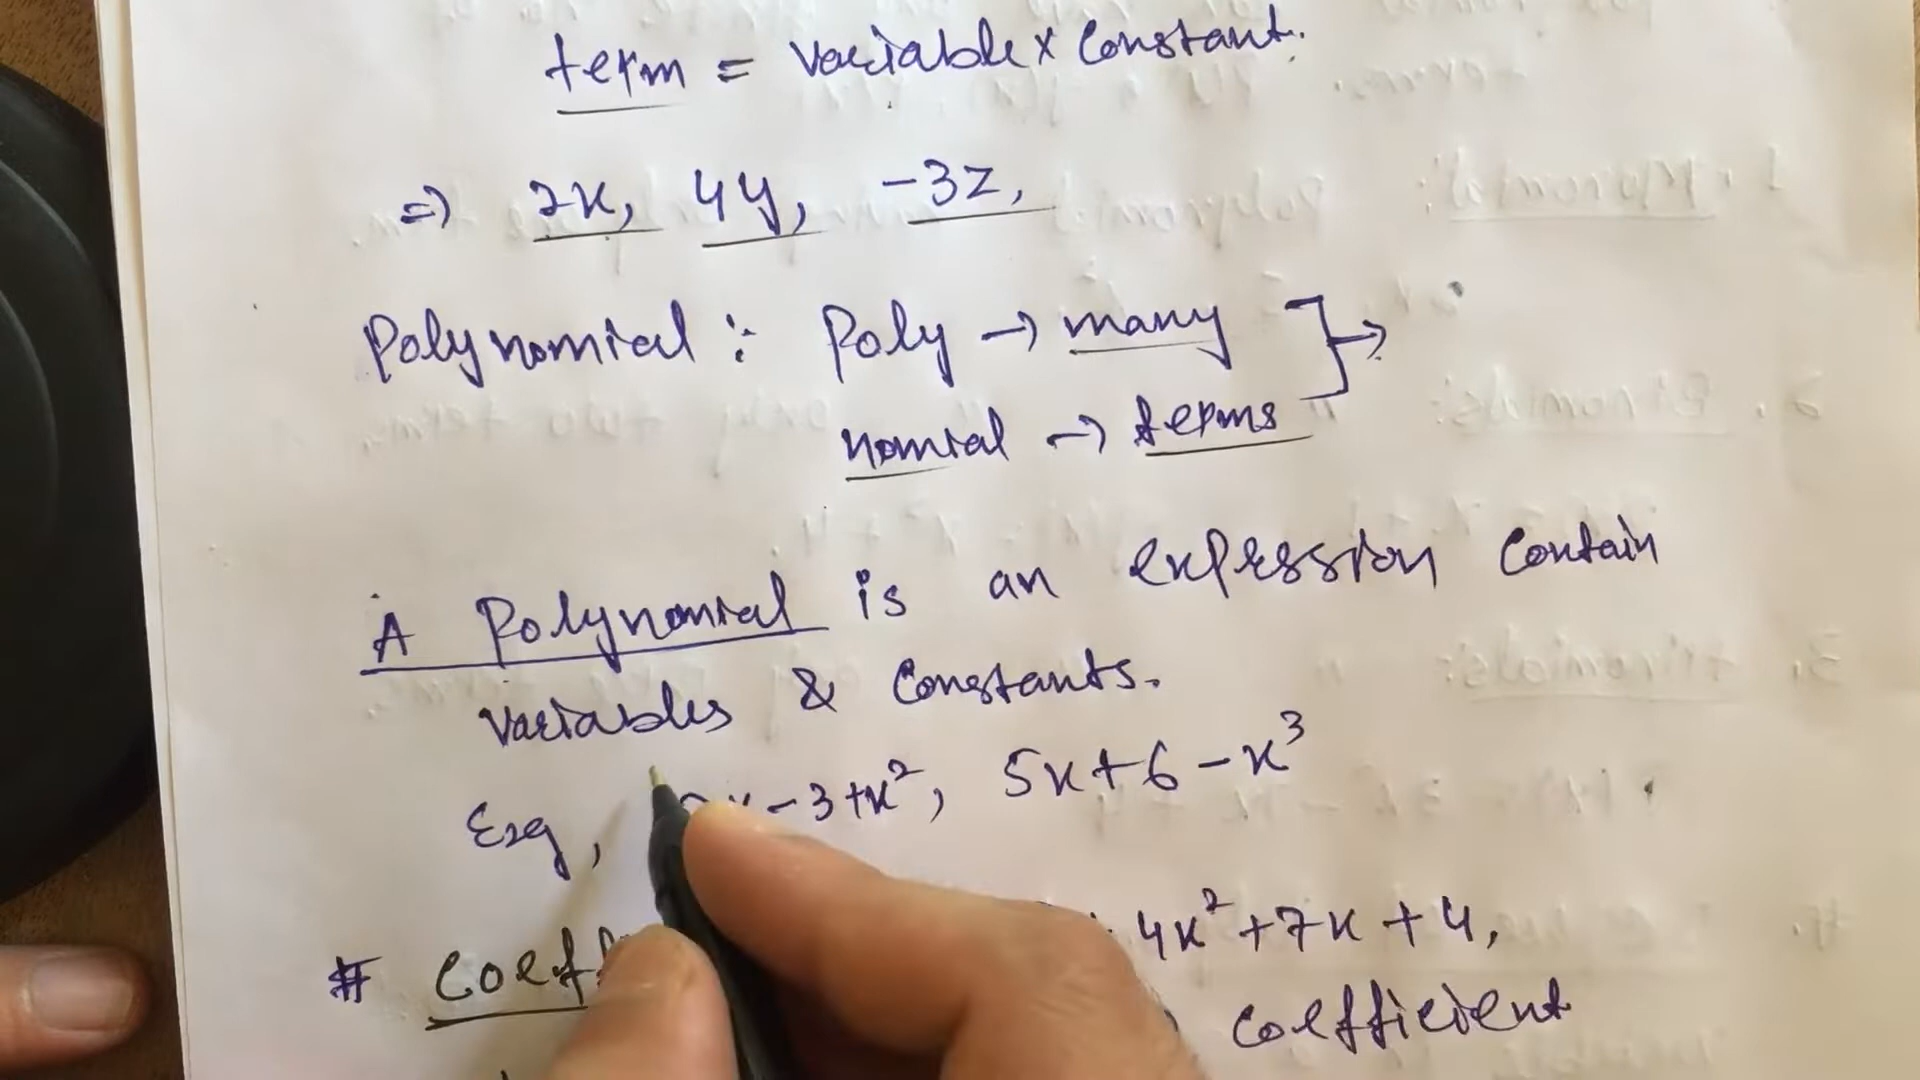 term = variable x Constant.
=> 2x, 4y, -3z,
Polynomial : Poly -> many
nomial -> terms
A Polynomial is an expression contain
variables & Constants.
Eg, - 3 + x², 5x + 6 - x³
# 4x² + 7x + 4,
coefficient